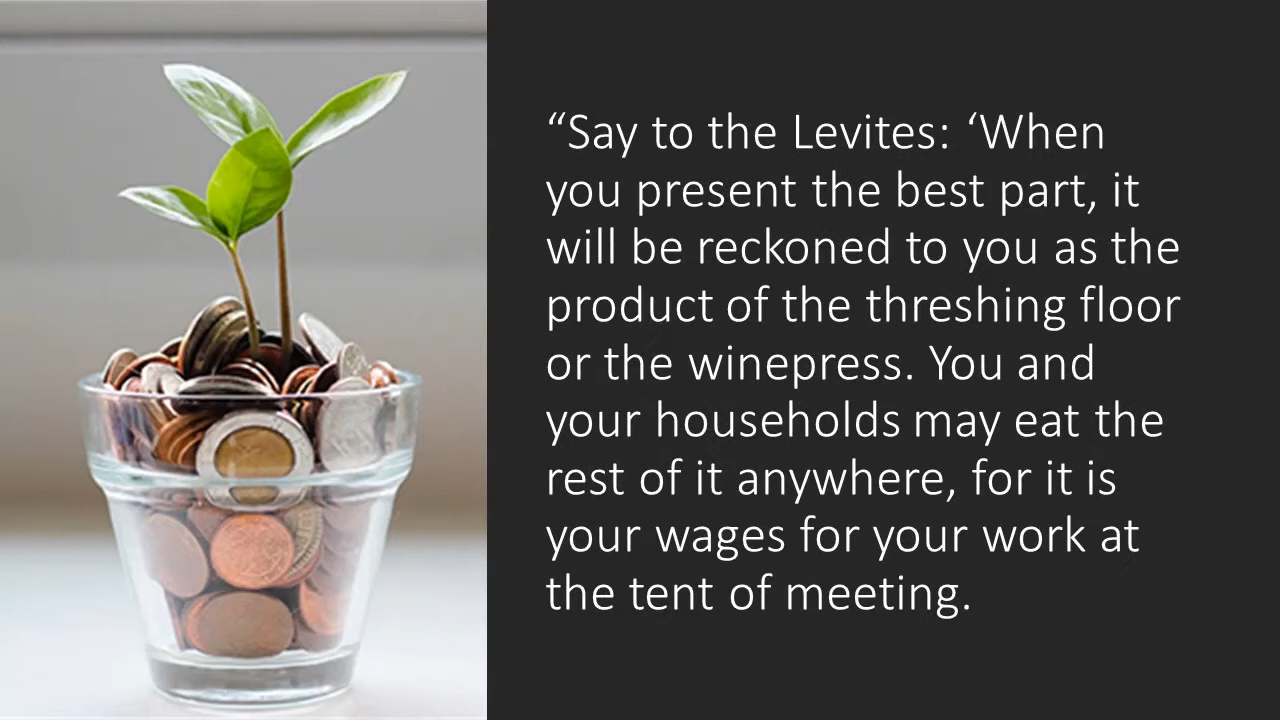 “Say to the Levites: ‘When
you present the best part, it
will be reckoned to you as the
product of the threshing floor
or the winepress. You and
your households may eat the
rest of it anywhere, for it is
your wages for your work at
the tent of meeting.